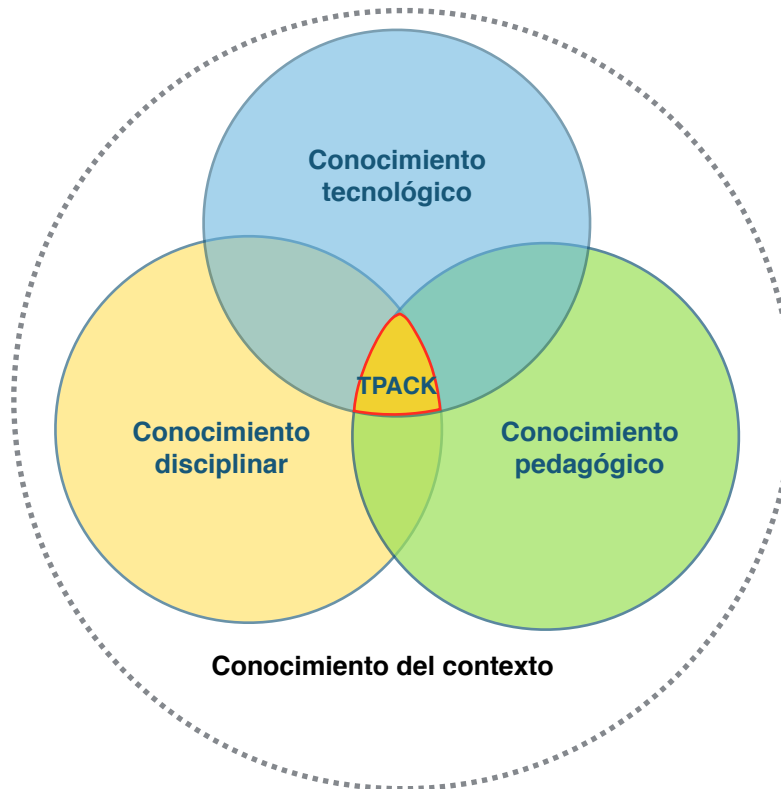 Conocimiento
tecnológico
TPACK
Conocimiento
disciplinar
Conocimiento
pedagógico
Conocimiento del contexto